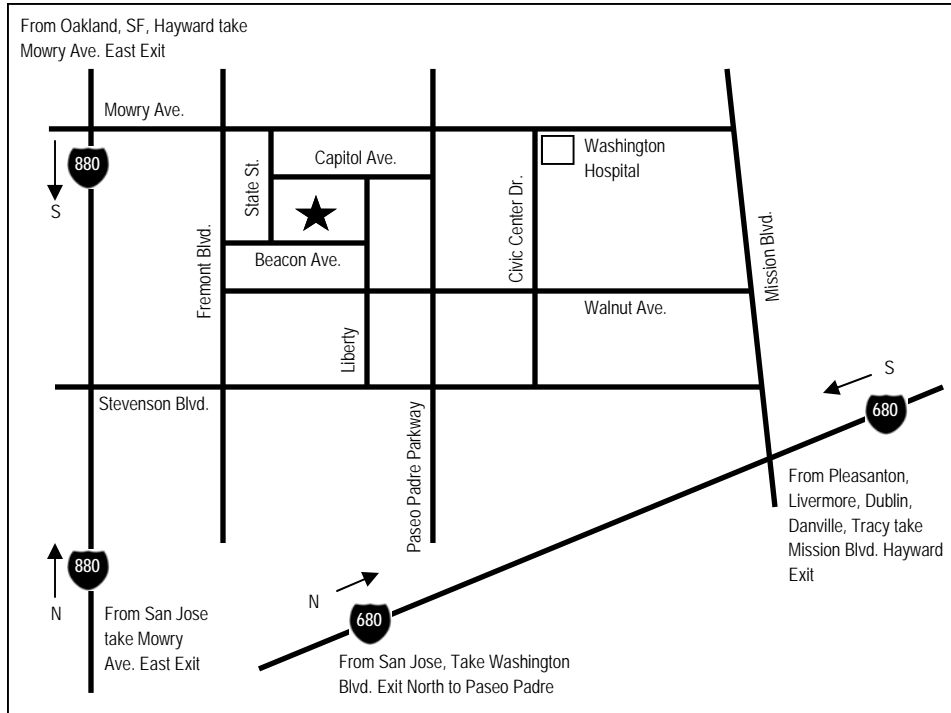 From Oakland, SF, Hayward take
Mowry Ave. East Exit
Mowry Ave.
880
S
State St.
Capitol Ave.
Washington
Hospital
Fremont Blvd.
Beacon Ave.
Civic Center Dr.
Mission Blvd.
Walnut Ave.
Liberty
S
680
Stevenson Blvd.
Paseo Padre Parkway
From Pleasanton,
Livermore, Dublin,
Danville, Tracy take
Mission Blvd. Hayward
Exit
880
N
From San Jose
take Mowry
Ave. East Exit
N
680
From San Jose, Take Washington
Blvd. Exit North to Paseo Padre